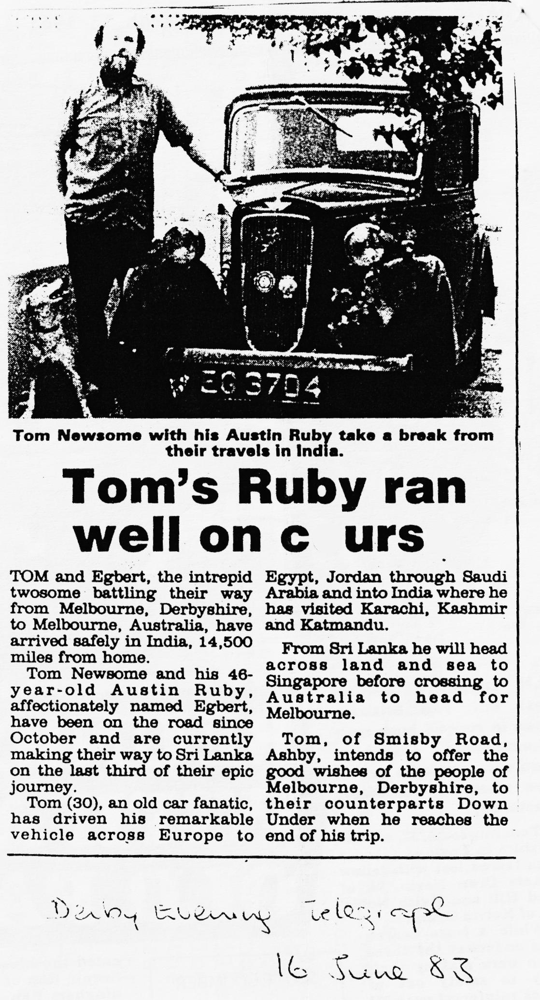 EG 3704
Tom Newsome with his Austin Ruby take a break from
their travels in India.
Tom's Ruby ran
well on c urs
TOM and Egbert, the intrepid
twosome battling their way
from Melbourne, Derbyshire,
to Melbourne, Australia, have
arrived safely in India, 14,500
miles from home.
Tom Newsome and his 46-
year-old Austin Ruby,
affectionately named Egbert,
have been on the road since
October and are currently
making their way to Sri Lanka
on the last third of their epic
journey.
Tom (30), an old car fanatic,
has driven his remarkable
vehicle across Europe to
Egypt, Jordan through Saudi
Arabia and into India where he
has visited Karachi, Kashmir
and Katmandu.
From Sri Lanka he will head
across land and sea to
Singapore before crossing to
Australia to head for
Melbourne.
Tom, of Smisby Road,
Ashby, intends to offer the
good wishes of the people of
Melbourne, Derbyshire, to
their counterparts Down
Under when he reaches the
end of his trip.
Derby Evening Telegraph
16 June 83